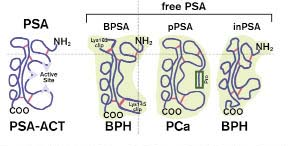 free PSA
PSA BPSA pPSA inPSA
NH2 Lys182 clip NH2 NH2
Active Site
Pro
Lys145 clip
COO COO COO COO
PSA-ACT BPH PCa BPH